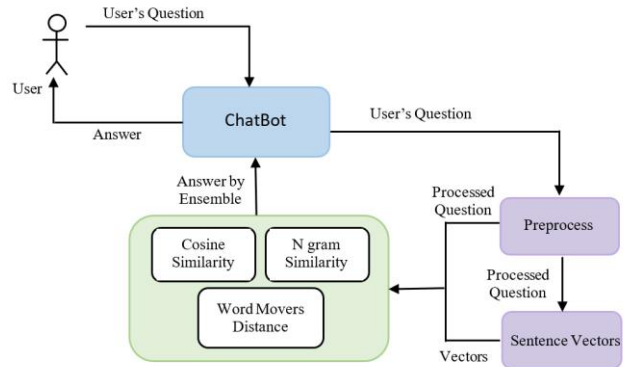 User's Question
User
ChatBot
User's Question
Answer
Answer by
Ensemble
Processed
Question
Preprocess
Cosine
Similarity
N gram
Similarity
Processed
Question
Word Movers
Distance
Sentence Vectors
Vectors